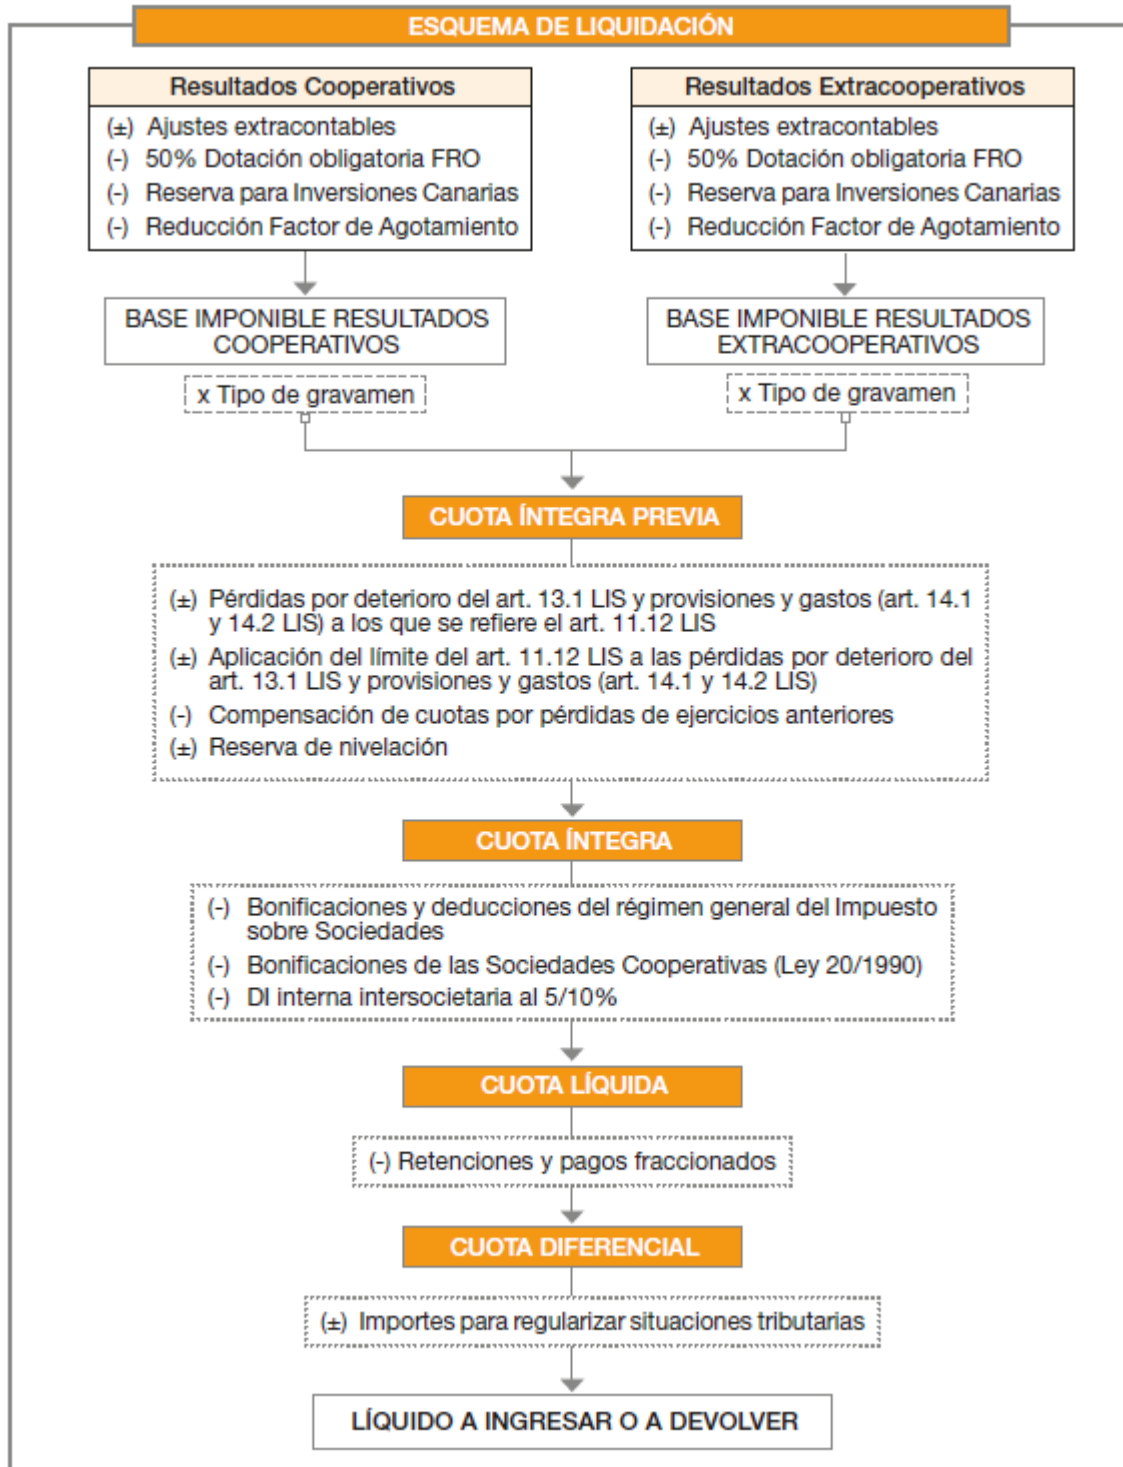 ESQUEMA DE LIQUIDACIÓN
Resultados Cooperativos
(±) Ajustes extracontables
(-) 50% Dotación obligatoria FRO
(-) Reserva para Inversiones Canarias
(-) Reducción Factor de Agotamiento
Resultados Extracooperativos
(±) Ajustes extracontables
(-) 50% Dotación obligatoria FRO
(-) Reserva para Inversiones Canarias
(-) Reducción Factor de Agotamiento
BASE IMPONIBLE RESULTADOS
COOPERATIVOS
BASE IMPONIBLE RESULTADOS
EXTRACOOPERATIVOS
x Tipo de gravamen
x Tipo de gravamen
CUOTA ÍNTEGRA PREVIA
(±) Pérdidas por deterioro del art. 13.1 LIS y provisiones y gastos (art. 14.1
y 14.2 LIS) a los que se refiere el art. 11.12 LIS
(±) Aplicación del límite del art. 11.12 LIS a las pérdidas por deterioro del
art. 13.1 LIS y provisiones y gastos (art. 14.1 y 14.2 LIS)
(-) Compensación de cuotas por pérdidas de ejercicios anteriores
(±) Reserva de nivelación
CUOTA ÍNTEGRA
(-) Bonificaciones y deducciones del régimen general del Impuesto
sobre Sociedades
(-) Bonificaciones de las Sociedades Cooperativas (Ley 20/1990)
(-) DI interna intersocietaria al 5/10%
CUOTA LÍQUIDA
(-) Retenciones y pagos fraccionados
CUOTA DIFERENCIAL
(±) Importes para regularizar situaciones tributarias
LÍQUIDO A INGRESAR O A DEVOLVER